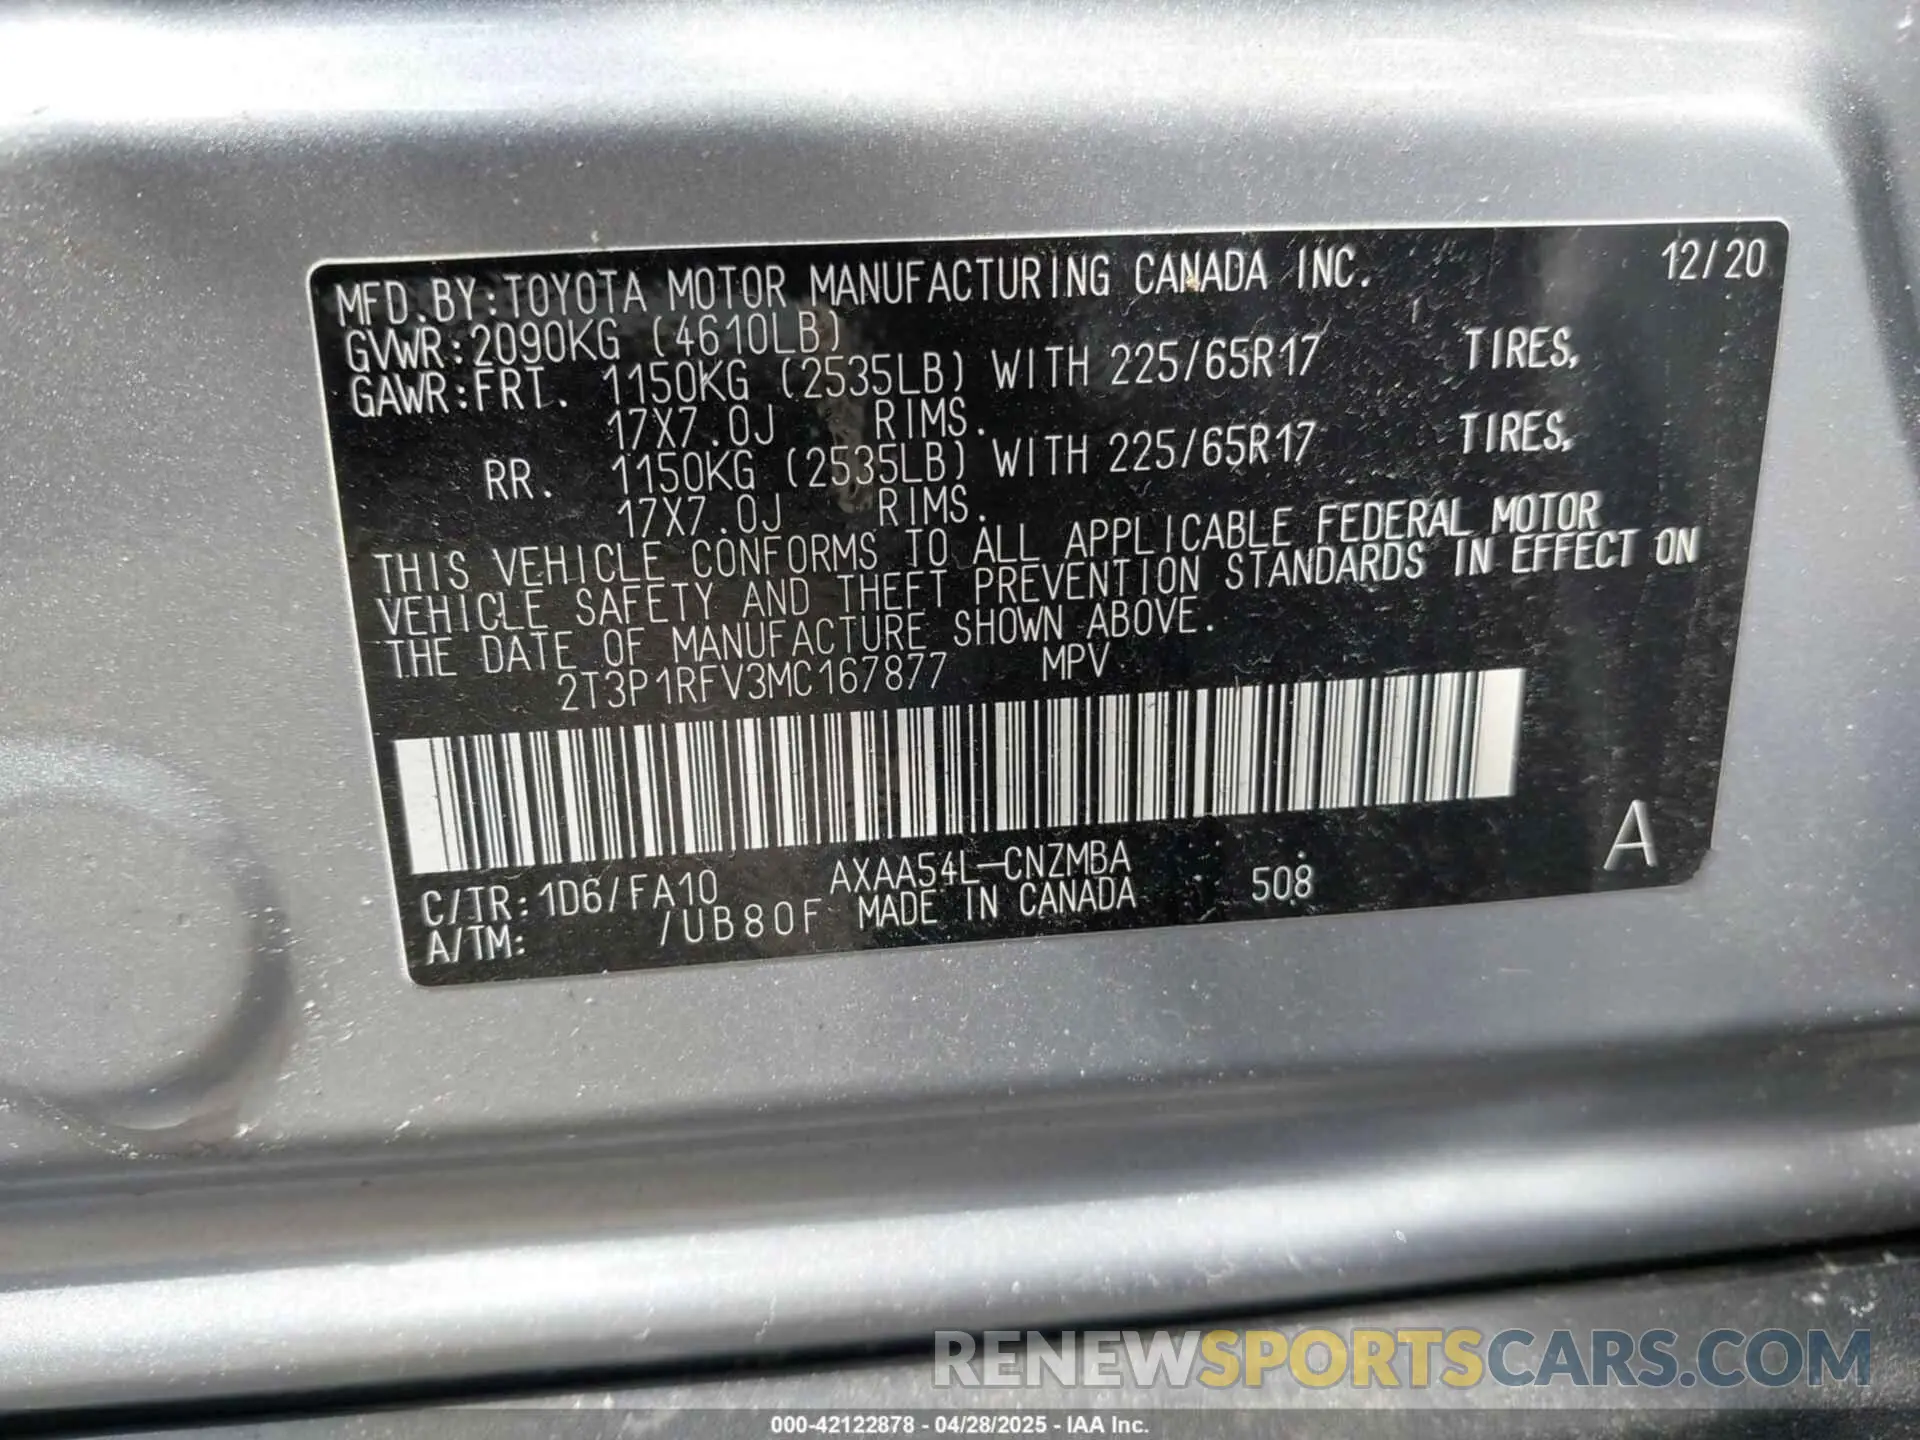 MFD.BY:TOYOTA MOTOR MANUFACTURING CANADA INC. 12/20
GVWR:2090KG (4610LB)
GAWR:FRT. 1150KG (2535LB) WITH 225/65R17 TIRES,
17X7.0J RIMS.
RR. 1150KG (2535LB) WITH 225/65R17 TIRES,
17X7.0J RIMS.
THIS VEHICLE CONFORMS TO ALL APPLICABLE FEDERAL MOTOR
VEHICLE SAFETY AND THEFT PREVENTION STANDARDS IN EFFECT ON
THE DATE OF MANUFACTURE SHOWN ABOVE.
2T3P1RFV3MC167877 MPV
C/TR:1D6/FA10 AXAA54L-CNZMBA
A/TM: /UB80F MADE IN CANADA 508 A
RENEWSPORTSCARS.COM
000-42122878 - 04/28/2025 - IAA Inc.